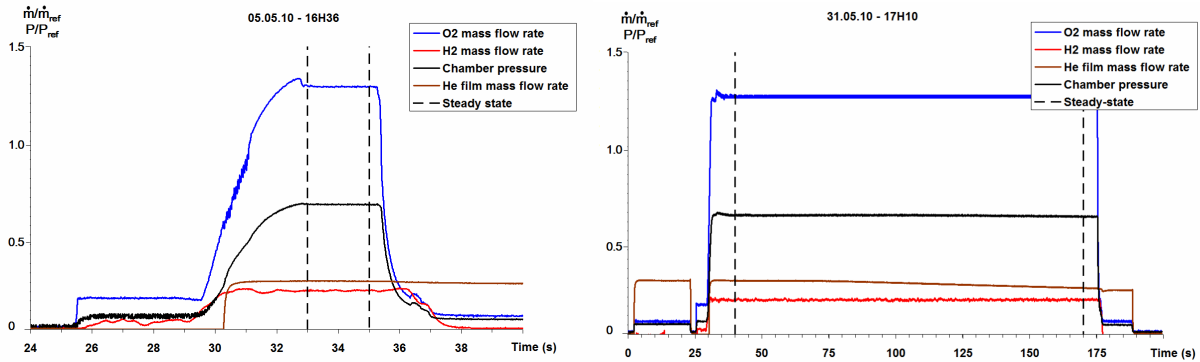 ṁ/ṁref
P/Pref
05.05.10 - 16H36
O2 mass flow rate
H2 mass flow rate
Chamber pressure
He film mass flow rate
Steady state
1.5
1.0
0.5
0
24 26 28 30 32 34 36 38 Time (s)
ṁ/ṁref
P/Pref
31.05.10 - 17H10
O2 mass flow rate
H2 mass flow rate
He film mass flow rate
Chamber pressure
Steady-state
1.5
1.0
0.5
0
0 25 50 75 100 125 150 175 Time (s)